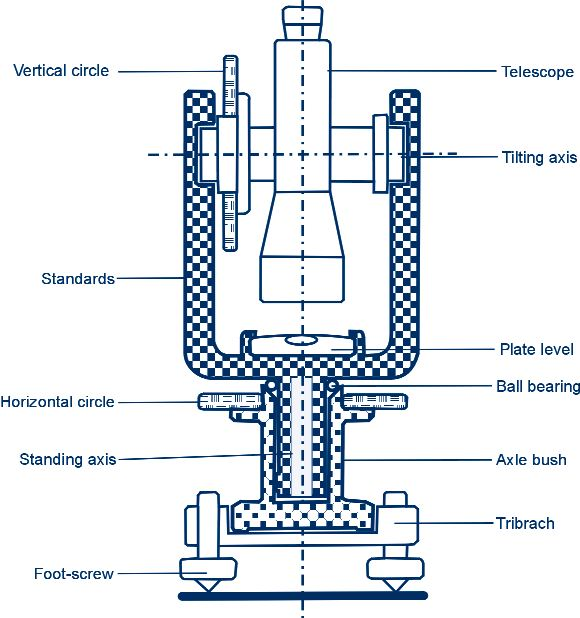 Vertical circle
Telescope
Tilting axis
Standards
Plate level
Ball bearing
Horizontal circle
Standing axis
Axle bush
Tribrach
Foot-screw